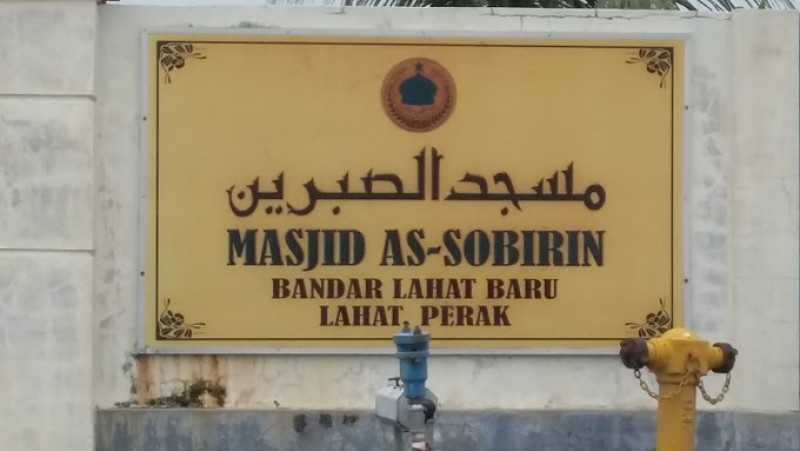 مسجد الصبرين
MASJID AS-SOBIRIN
BANDAR LAHAT BARU
LAHAT, PERAK